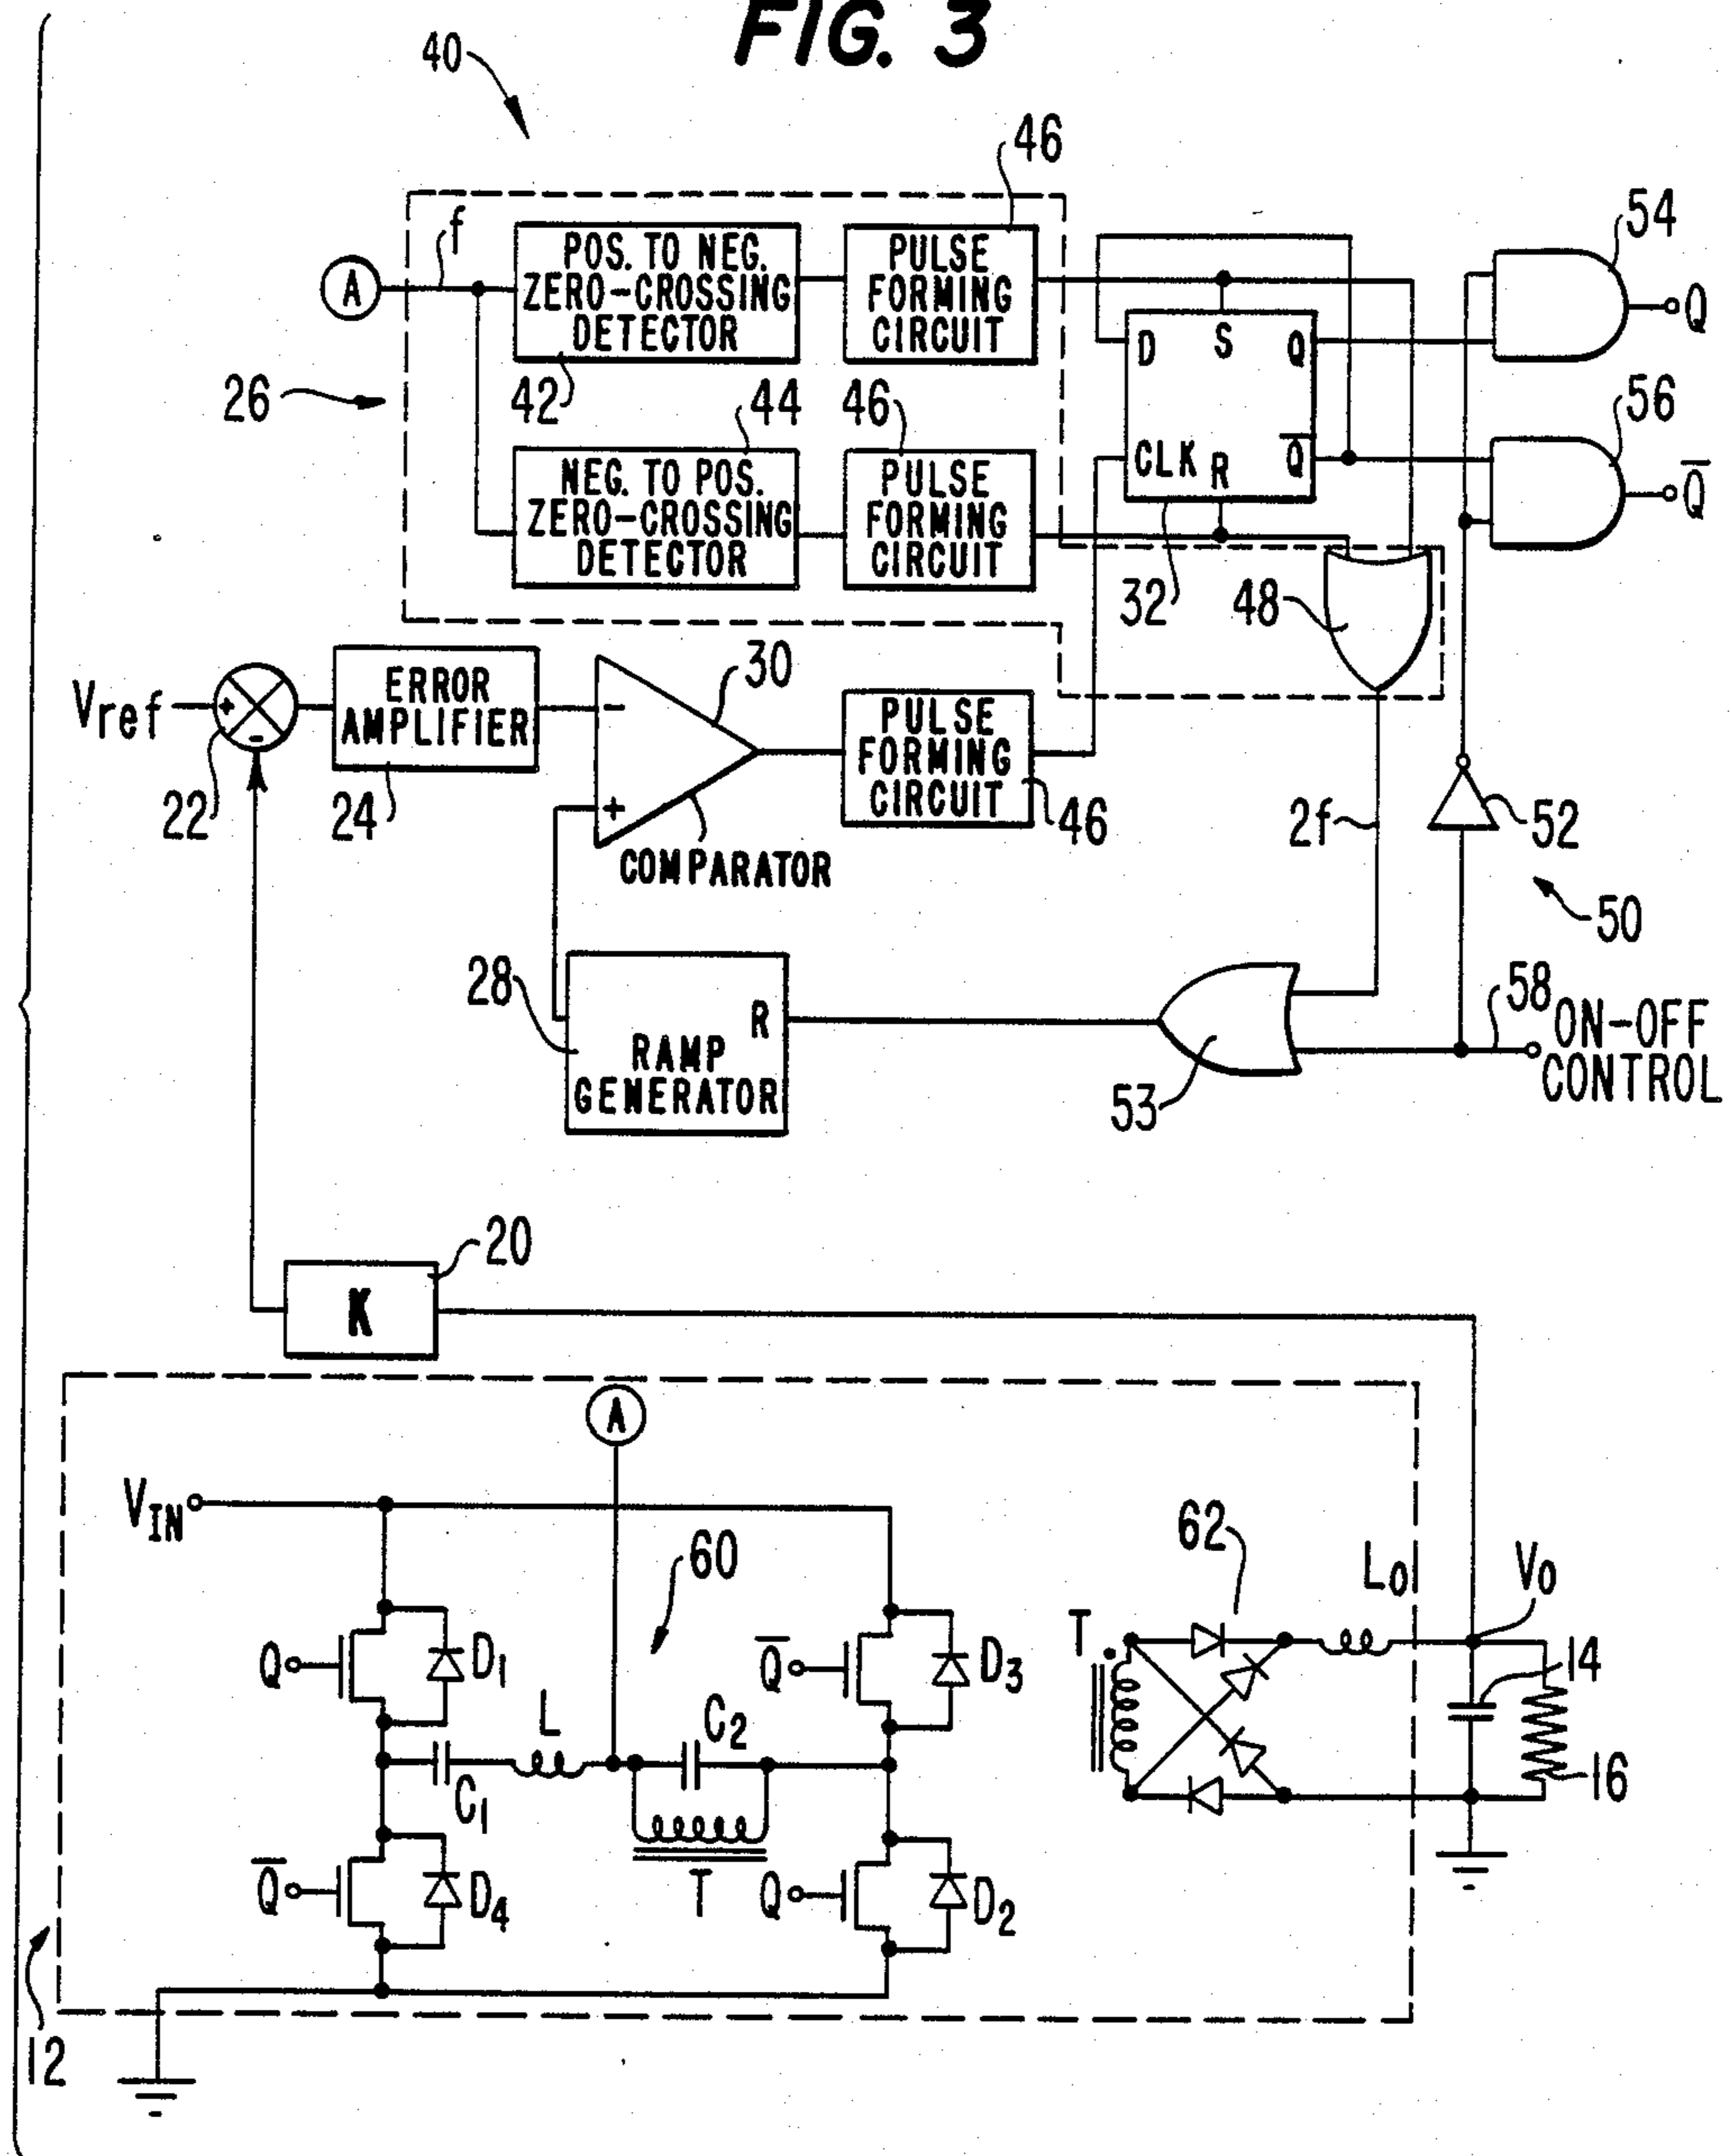 FIG. 3
40
46
54
A
f
POS. TO NEG.
ZERO-CROSSING
DETECTOR
PULSE
FORMING
CIRCUIT
D
S
Q
Q
26
42
44
46
56
NEG. TO POS.
ZERO-CROSSING
DETECTOR
PULSE
FORMING
CIRCUIT
CLK
R
Q̅
Q̅
32
48
Vref
+
-
22
ERROR
AMPLIFIER
24
-
+
30
COMPARATOR
PULSE
FORMING
CIRCUIT
46
2f
52
50
28
R
RAMP
GENERATOR
53
58
ON-OFF
CONTROL
20
K
A
VIN
60
62
LO
VO
Q
D1
Q̅
D3
T
L
C2
C1
14
16
Q̅
D4
T
Q
D2
12